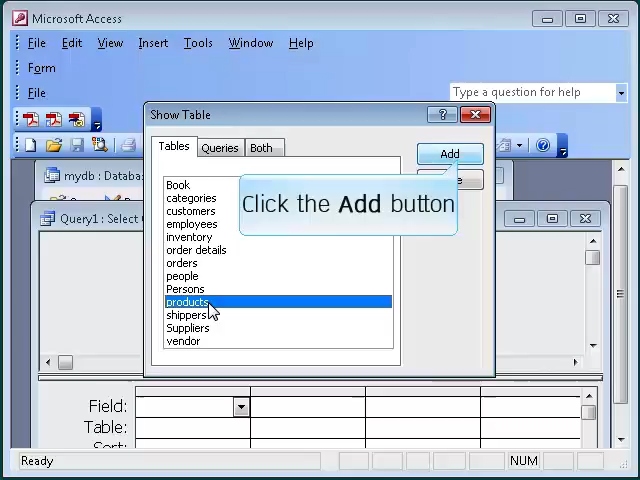 Microsoft Access
File Edit View Insert Tools Window Help
Form
File
Type a question for help
Show Table
Tables Queries Both
Add
mydb : Databa
Query1 : Select
Book
categories
customers
employees
inventory
order details
orders
people
Persons
products
shippers
Suppliers
vendor
Click the Add button
Field:
Table:
Sort:
Ready
NUM